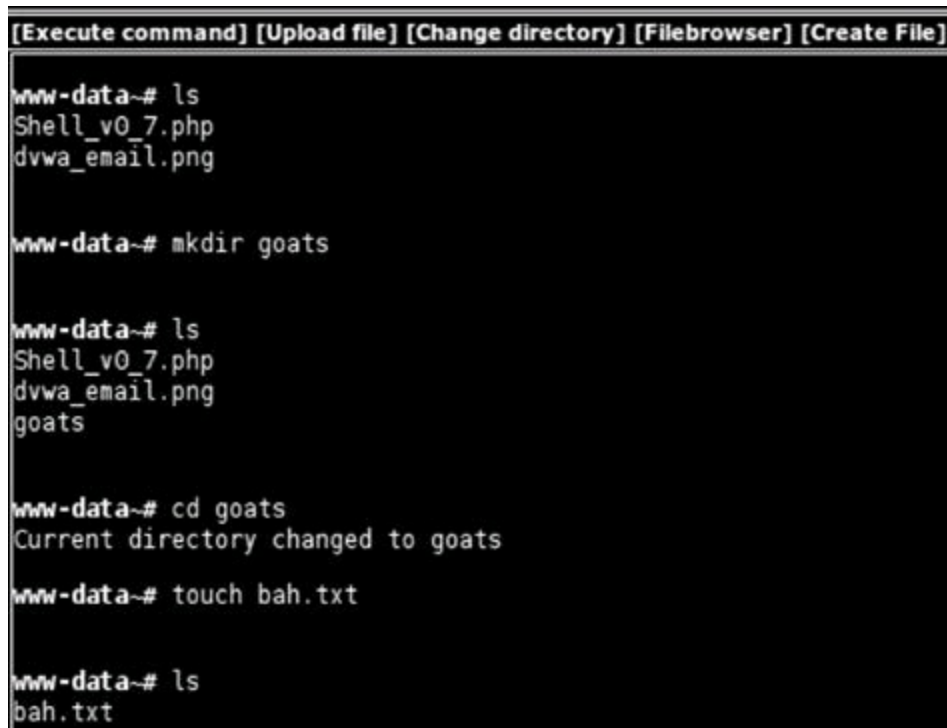 [Execute command] [Upload file] [Change directory] [Filebrowser] [Create File]
www-data~# ls
Shell_v0_7.php
dvwa_email.png
www-data~# mkdir goats
www-data~# ls
Shell_v0_7.php
dvwa_email.png
goats
www-data~# cd goats
Current directory changed to goats
www-data~# touch bah.txt
www-data~# ls
bah.txt